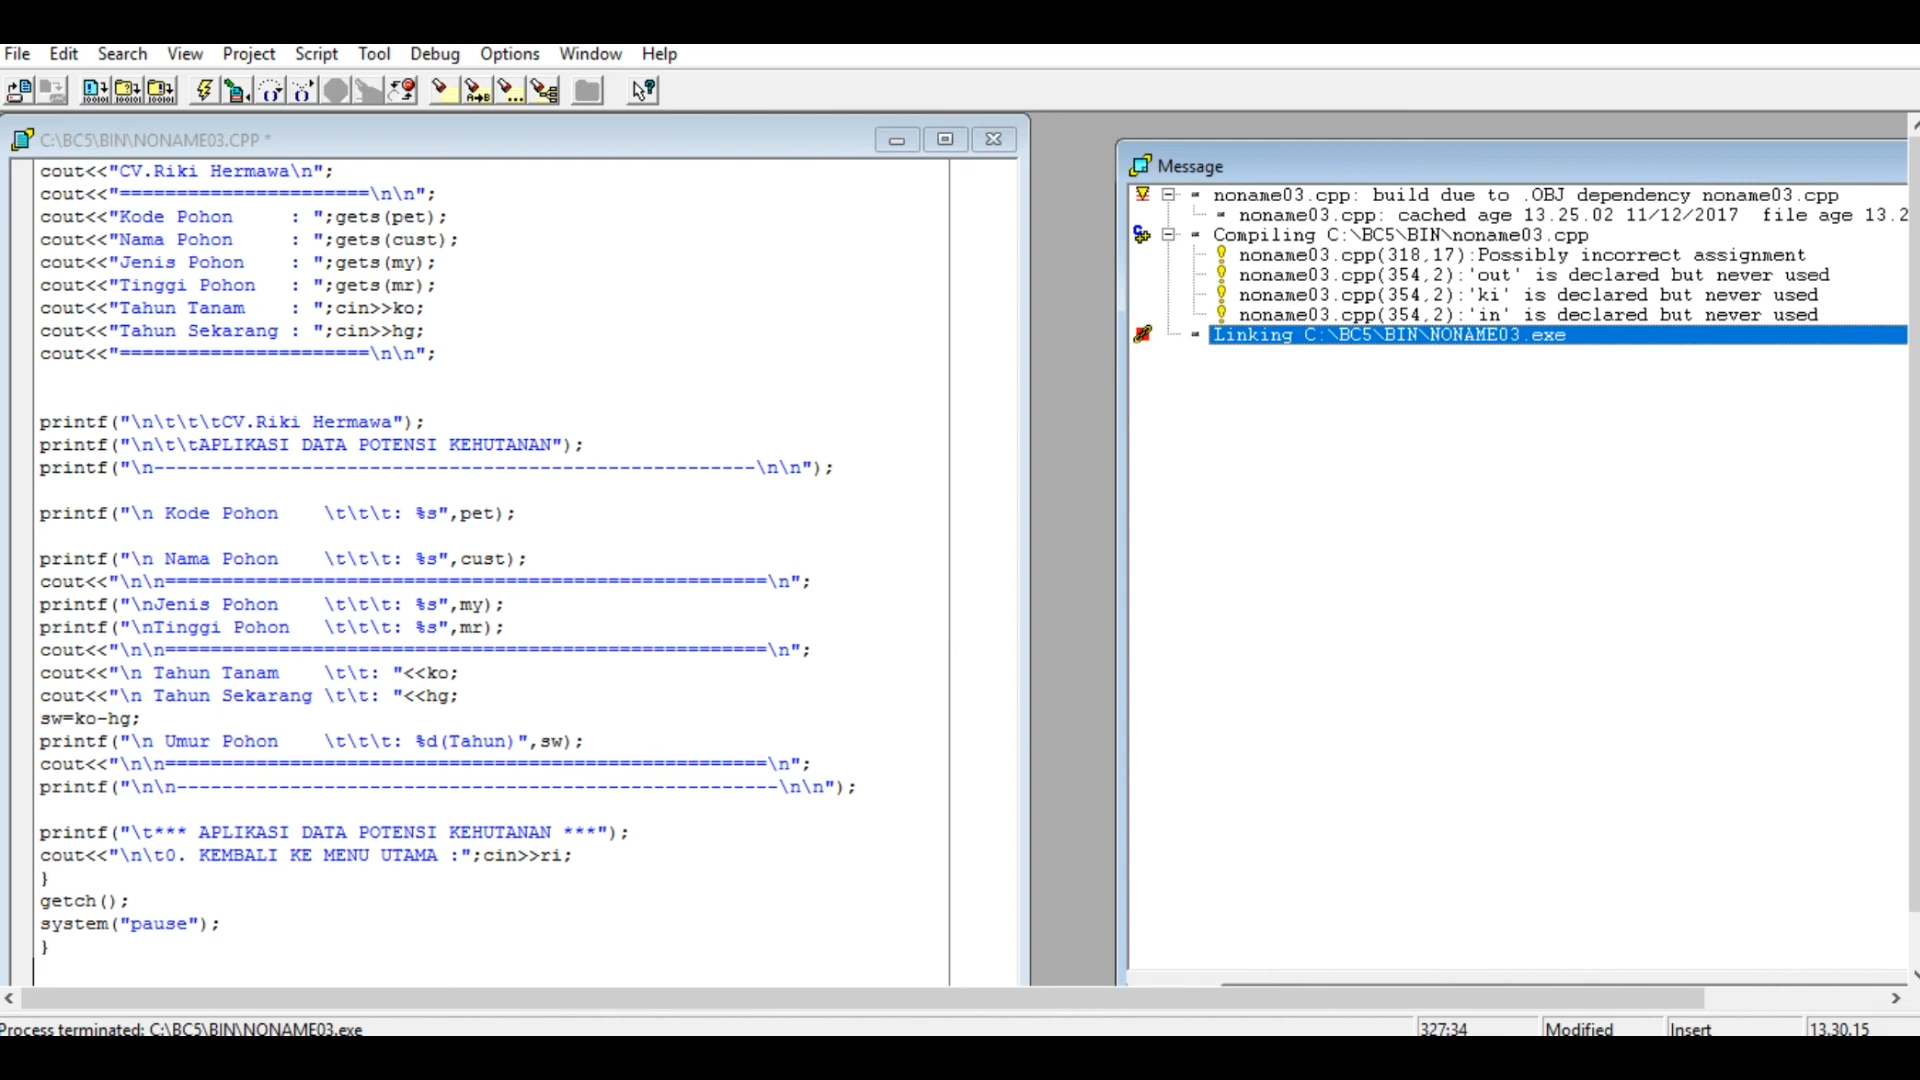 File Edit Search View Project Script Tool Debug Options Window Help
C:\BC5\BIN\NONAME03.CPP *
cout<<"CV.Riki Hermawa\n";
cout<<"======================\n\n";
cout<<"Kode Pohon     : ";gets(pet);
cout<<"Nama Pohon     : ";gets(cust);
cout<<"Jenis Pohon    : ";gets(my);
cout<<"Tinggi Pohon   : ";gets(mr);
cout<<"Tahun Tanam    : ";cin>>ko;
cout<<"Tahun Sekarang : ";cin>>hg;
cout<<"======================\n\n";
printf("\n\t\t\tCV.Riki Hermawa");
printf("\n\t\tAPLIKASI DATA POTENSI KEHUTANAN");
printf("\n-----------------------------------------------------\n\n");
printf("\n Kode Pohon    \t\t\t: %s",pet);
printf("\n Nama Pohon    \t\t\t: %s",cust);
cout<<"\n\n=====================================================\n";
printf("\nJenis Pohon    \t\t\t: %s",my);
printf("\nTinggi Pohon   \t\t\t: %s",mr);
cout<<"\n\n=====================================================\n";
cout<<"\n Tahun Tanam    \t\t: "<<ko;
cout<<"\n Tahun Sekarang \t\t: "<<hg;
sw=ko-hg;
printf("\n Umur Pohon    \t\t\t: %d(Tahun)",sw);
cout<<"\n\n=====================================================\n";
printf("\n\n-----------------------------------------------------\n\n");
printf("\t*** APLIKASI DATA POTENSI KEHUTANAN ***");
cout<<"\n\t0. KEMBALI KE MENU UTAMA :";cin>>ri;
}
getch();
system("pause");
}
Message
noname03.cpp: build due to .OBJ dependency noname03.cpp
noname03.cpp: cached age 13.25.02 11/12/2017  file age 13.2
Compiling C:\BC5\BIN\noname03.cpp
noname03.cpp(318,17):Possibly incorrect assignment
noname03.cpp(354,2):'out' is declared but never used
noname03.cpp(354,2):'ki' is declared but never used
noname03.cpp(354,2):'in' is declared but never used
Linking C:\BC5\BIN\NONAME03.exe
Process terminated: C:\BC5\BIN\NONAME03.exe
327:34 Modified Insert 13.30.15